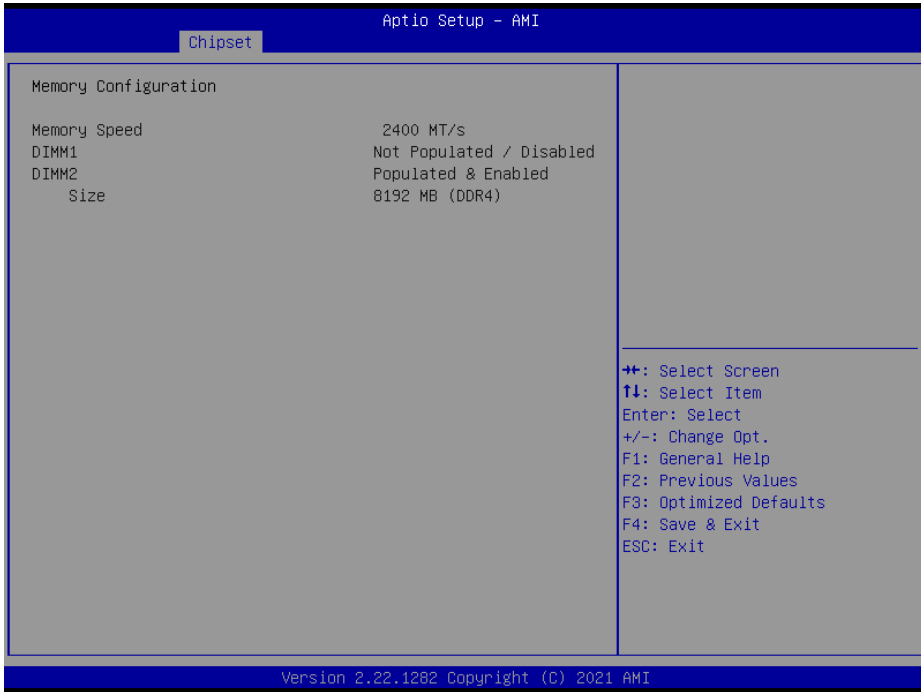 Aptio Setup – AMI
Chipset
Memory Configuration
Memory Speed 2400 MT/s
DIMM1 Not Populated / Disabled
DIMM2 Populated & Enabled
Size 8192 MB (DDR4)
→←: Select Screen
↑↓: Select Item
Enter: Select
+/-: Change Opt.
F1: General Help
F2: Previous Values
F3: Optimized Defaults
F4: Save & Exit
ESC: Exit
Version 2.22.1282 Copyright (C) 2021 AMI